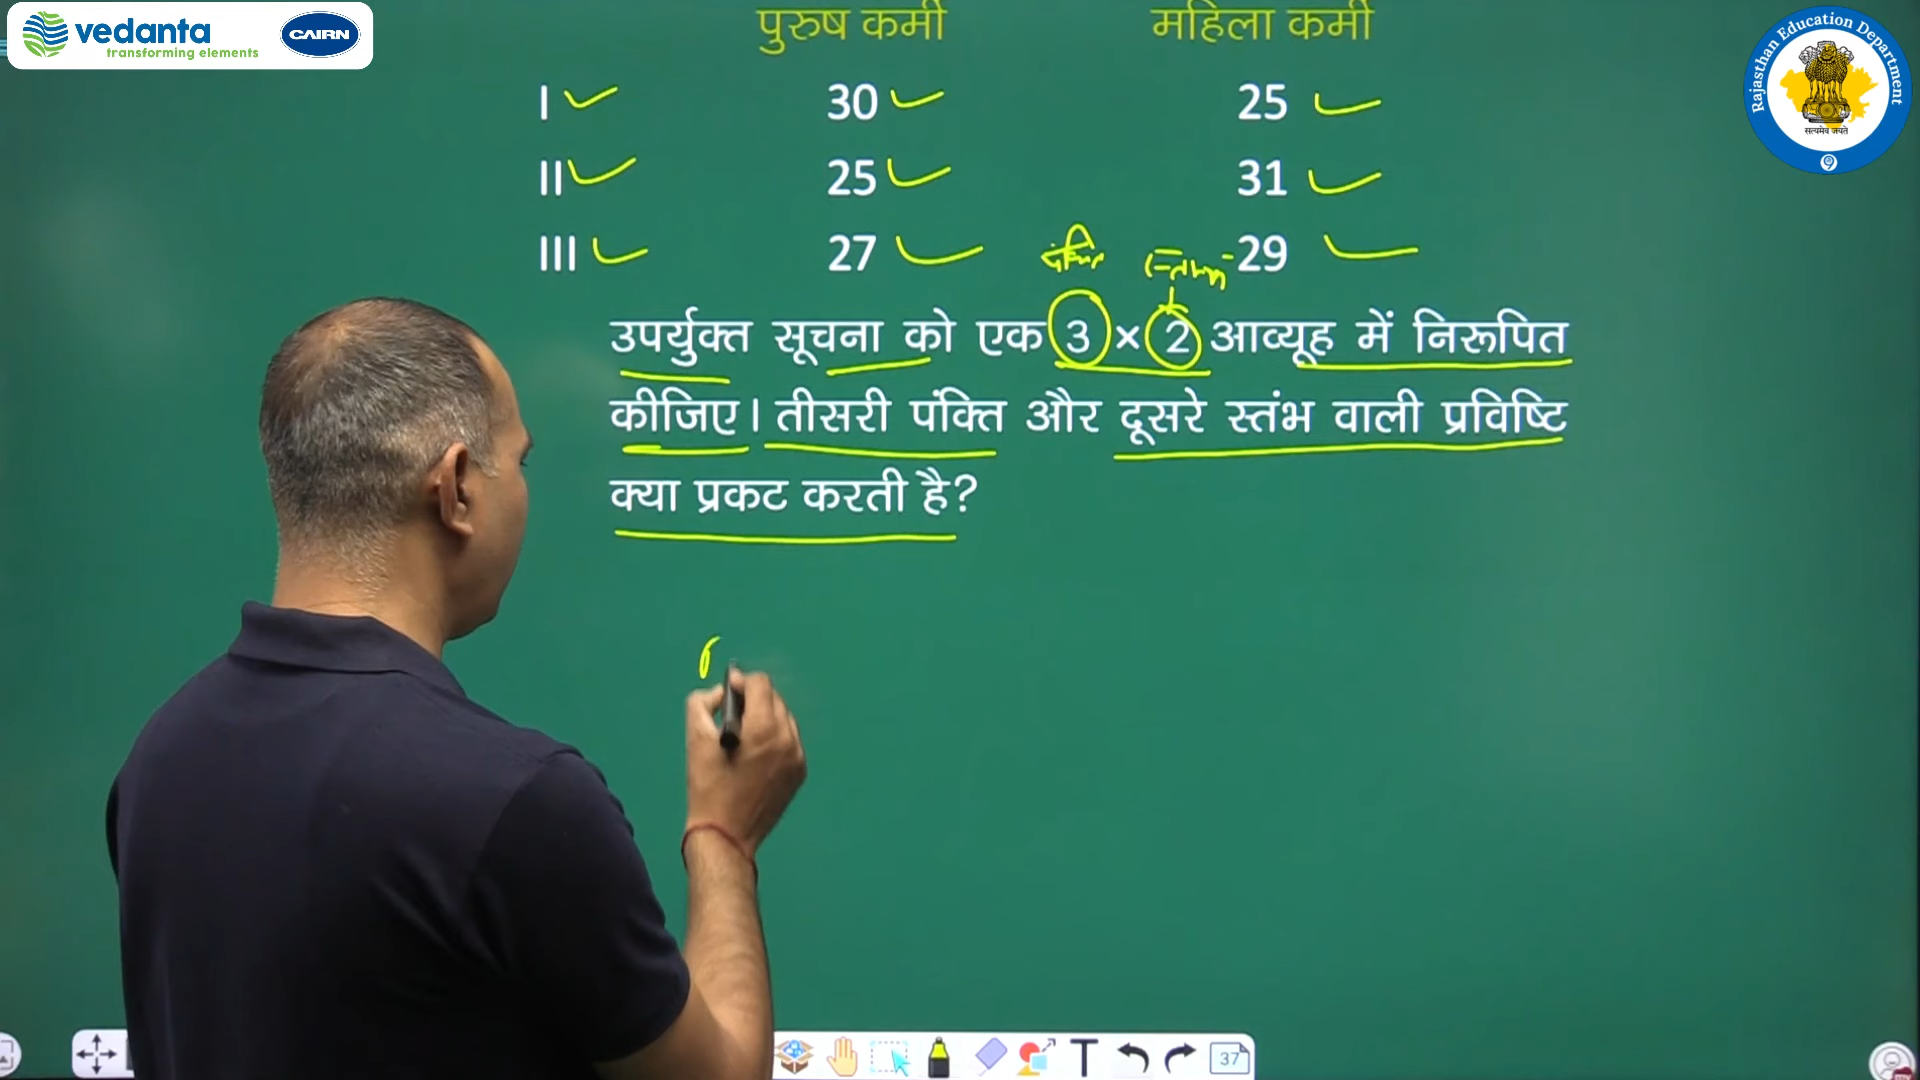 vedanta
transforming elements
CAIRN
Rajasthan Education Department
सत्यमेव जयते
पुरुष कर्मी महिला कर्मी
I 30 25
II 25 31
III 27 29
पंक्ति स्तम्भ
उपर्युक्त सूचना को एक 3 × 2 आव्यूह में निरूपित
कीजिए। तीसरी पंक्ति और दूसरे स्तंभ वाली प्रविष्टि
क्या प्रकट करती है?
T 37